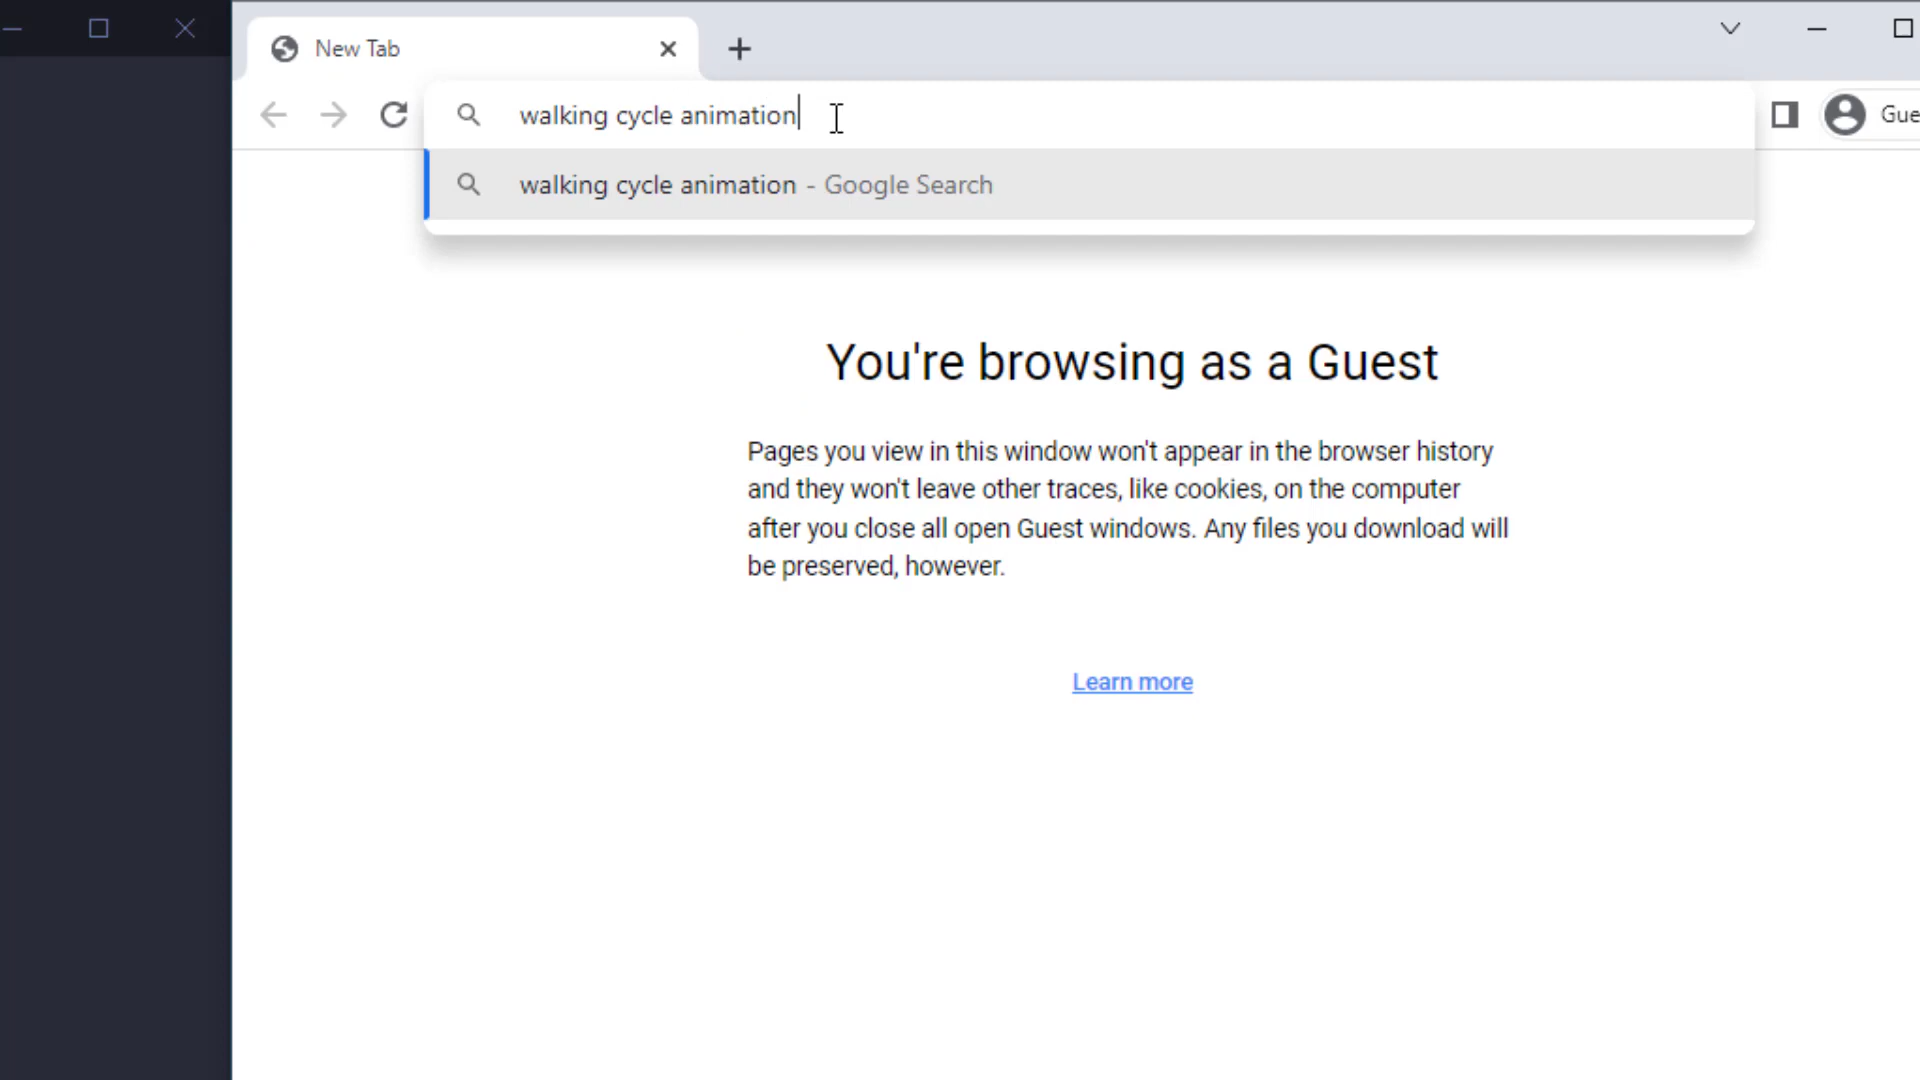 New Tab
walking cycle animation
Gue
walking cycle animation - Google Search
You're browsing as a Guest
Pages you view in this window won't appear in the browser history
and they won't leave other traces, like cookies, on the computer
after you close all open Guest windows. Any files you download will
be preserved, however.
Learn more